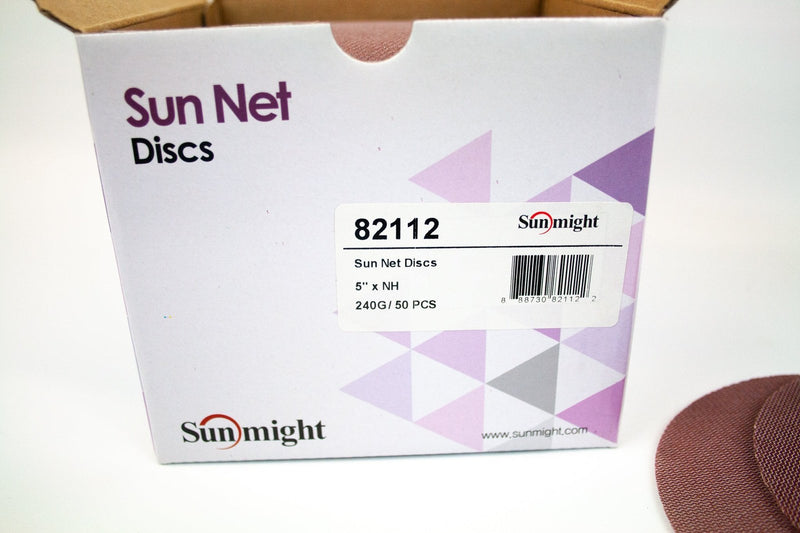 Sun Net
Discs
82112
Sunmight
Sun Net Discs
5" x NH
240G/ 50 PCS
8 88730 82112 2
Sunmight
www.sunmight.com